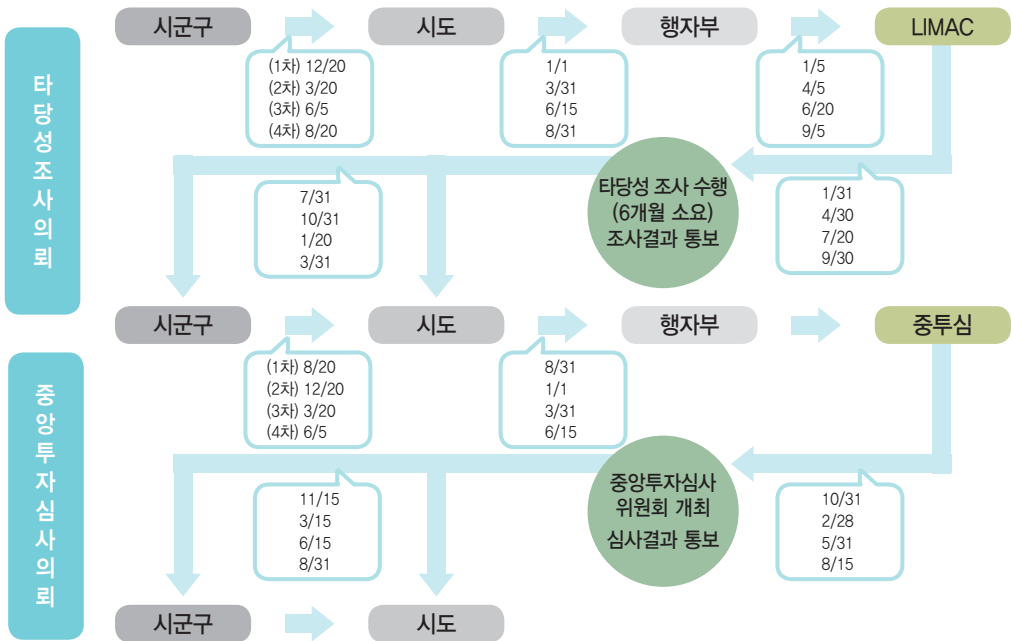 타당성조사의뢰
시군구
시도
행자부
LIMAC
(1차) 12/20
(2차) 3/20
(3차) 6/5
(4차) 8/20
1/1
3/31
6/15
8/31
1/5
4/5
6/20
9/5
7/31
10/31
1/20
3/31
타당성 조사 수행
(6개월 소요)
조사결과 통보
1/31
4/30
7/20
9/30
중앙투자심사의뢰
시군구
시도
행자부
중투심
(1차) 8/20
(2차) 12/20
(3차) 3/20
(4차) 6/5
8/31
1/1
3/31
6/15
11/15
3/15
6/15
8/31
중앙투자심사
위원회 개최
심사결과 통보
10/31
2/28
5/31
8/15
시군구
시도